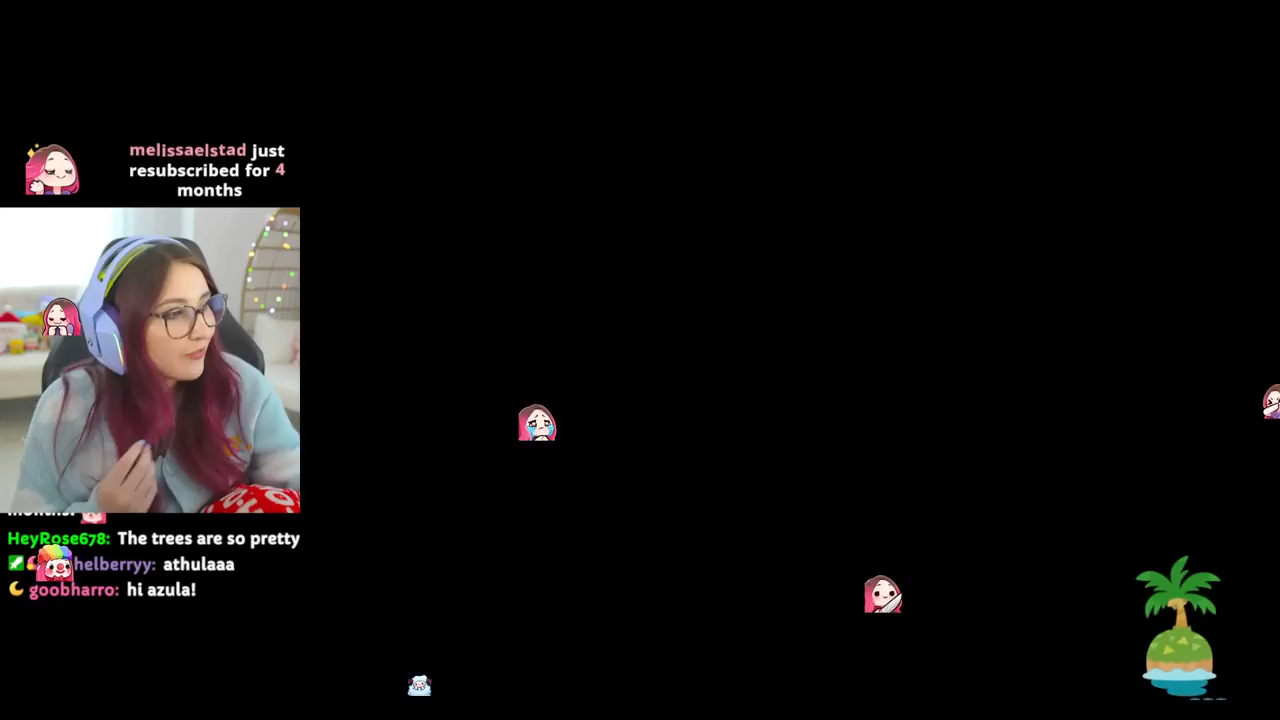 melissaelstad just
resubscribed for 4
months
HeyRose678: The trees are so pretty
helberryy: athulaaa
goobharro: hi azula!